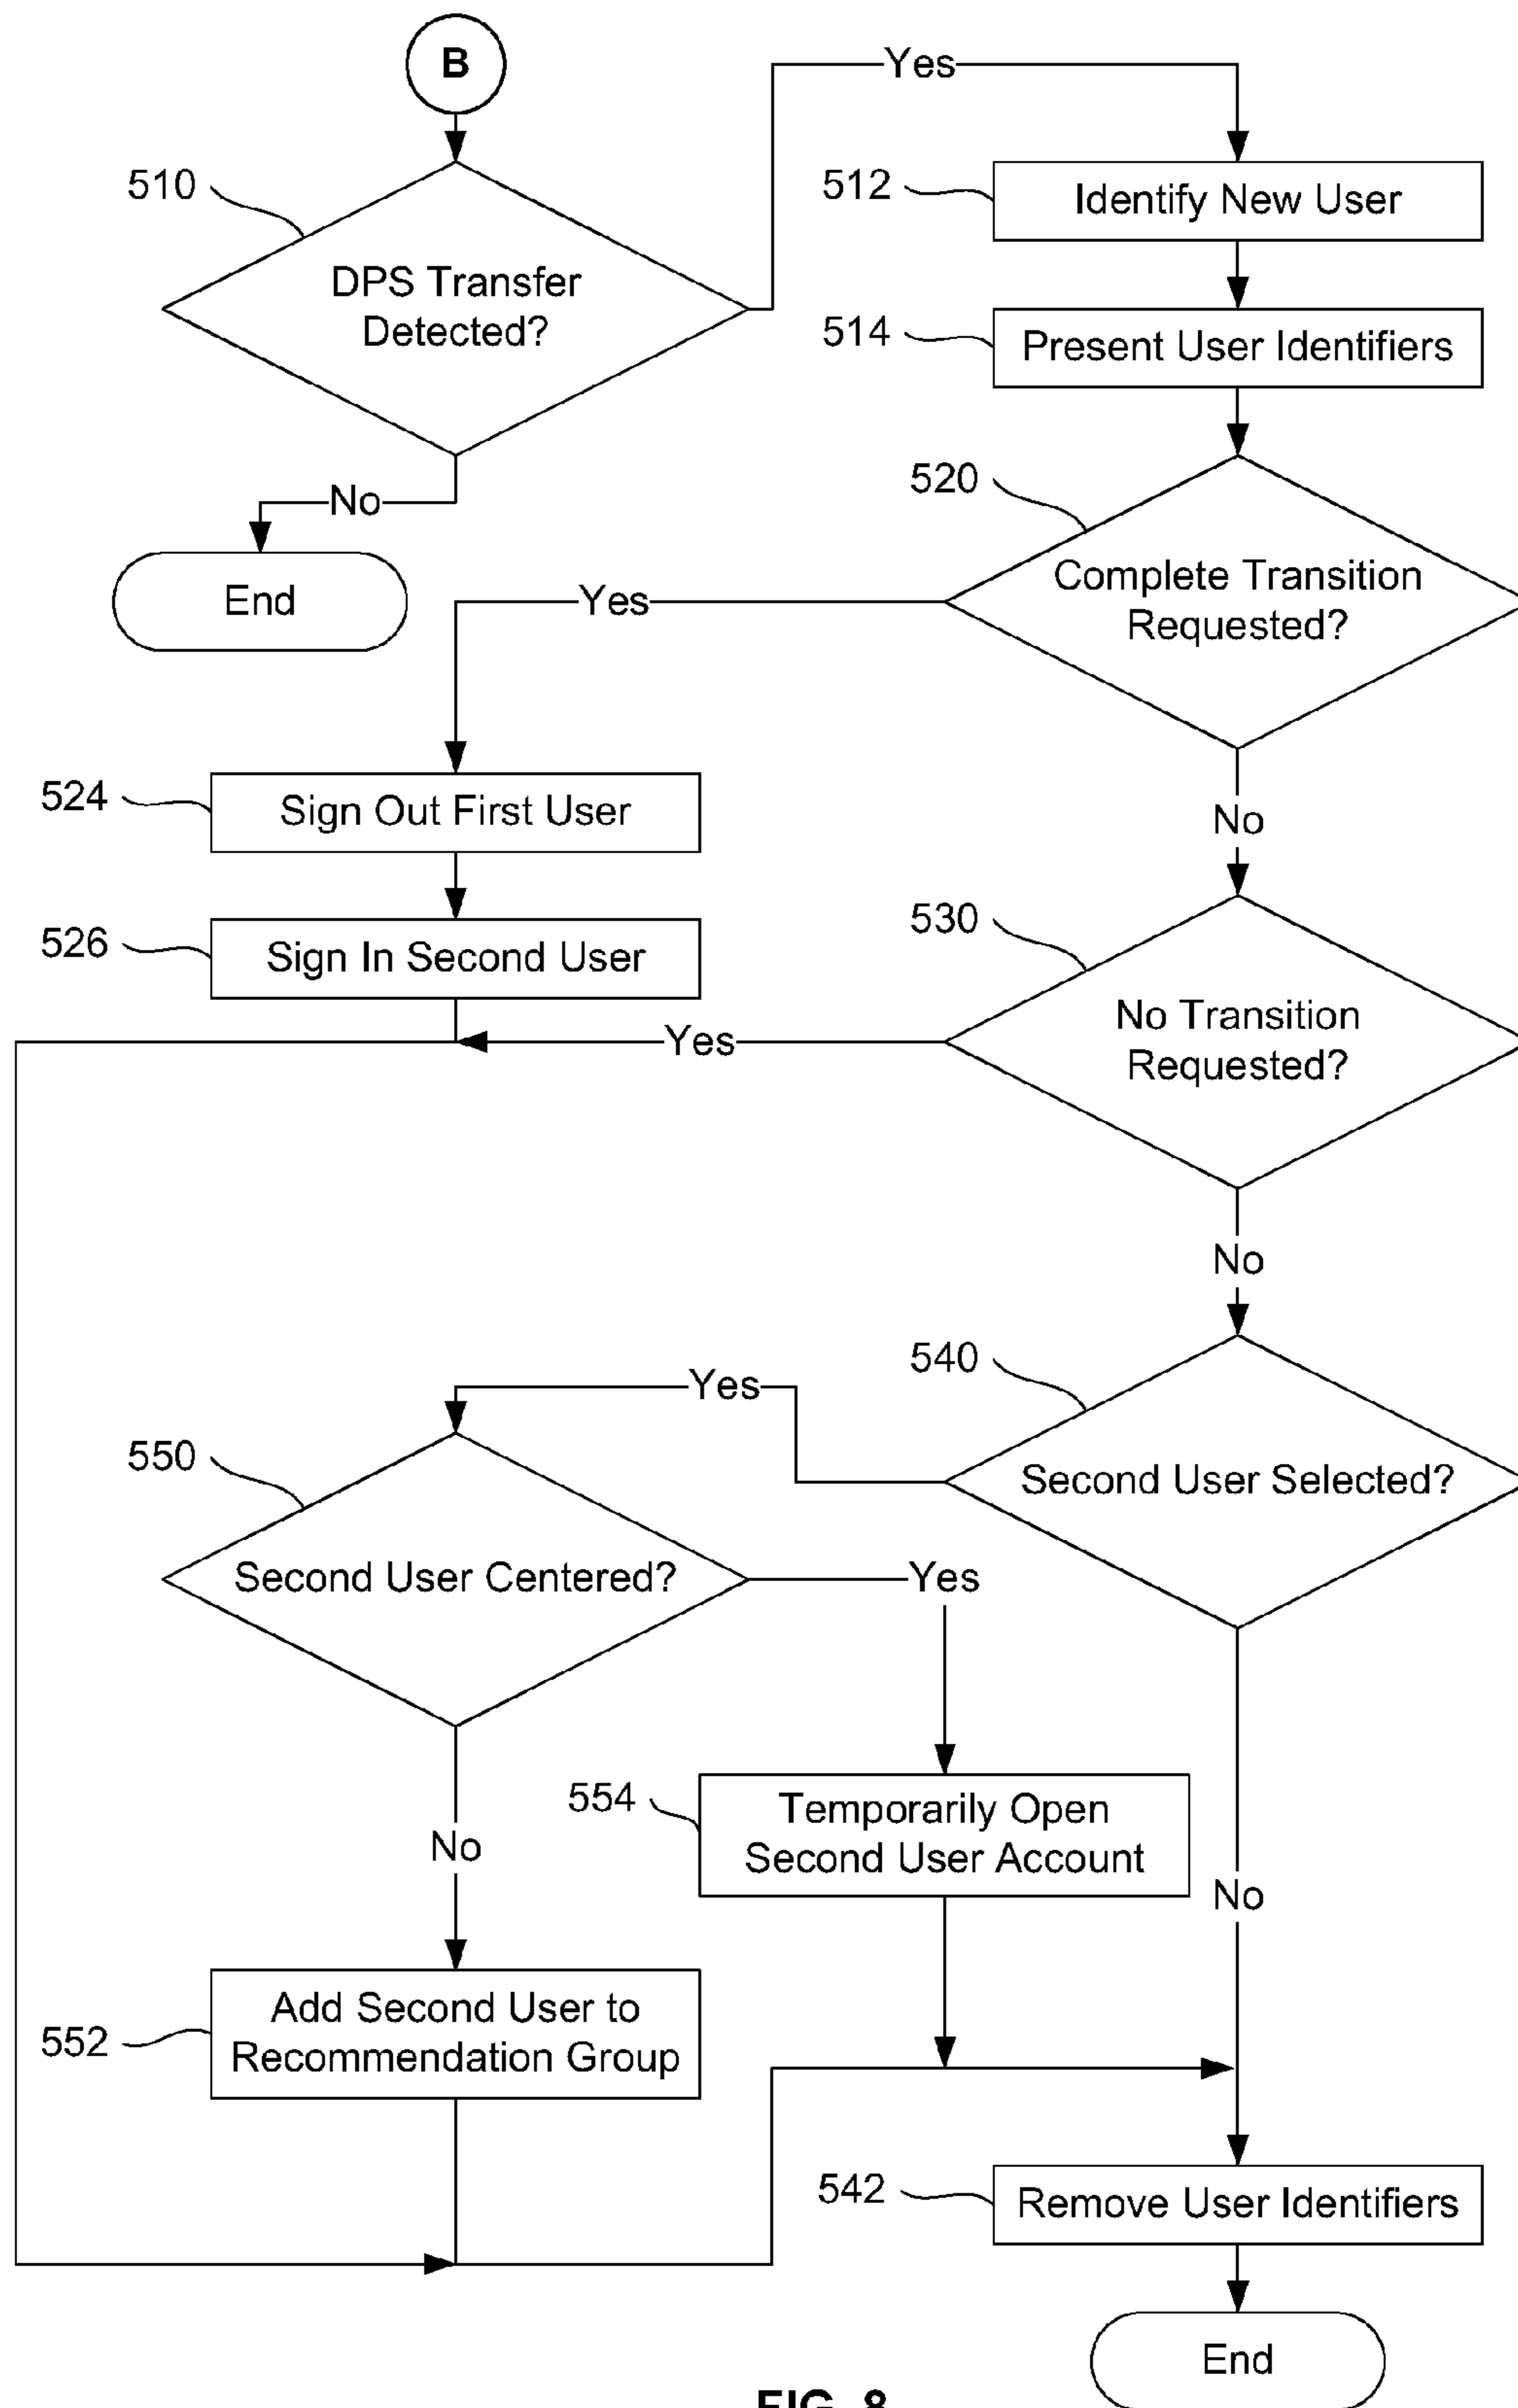 B
Yes
510
DPS Transfer
Detected?
512
Identify New User
514
Present User Identifiers
No
End
520
Complete Transition
Requested?
Yes
524
Sign Out First User
No
526
Sign In Second User
530
No Transition
Requested?
Yes
No
540
Second User Selected?
Yes
550
Second User Centered?
Yes
No
554
Temporarily Open
Second User Account
No
552
Add Second User to
Recommendation Group
542
Remove User Identifiers
End
FIG. 8